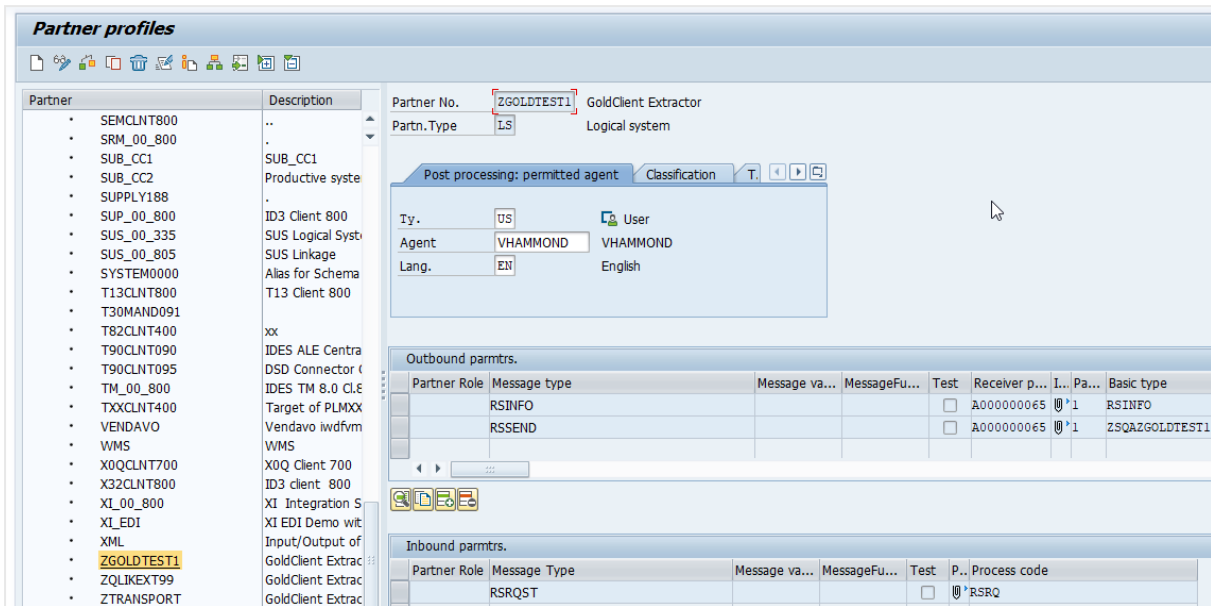 Partner profiles
Partner Description
SEMCLNT800 ..
SRM_00_800 .
SUB_CC1 SUB_CC1
SUB_CC2 Productive syste
SUPPLY188 .
SUP_00_800 ID3 Client 800
SUS_00_335 SUS Logical Syst
SUS_00_805 SUS Linkage
SYSTEM0000 Alias for Schema
T13CLNT800 T13 Client 800
T30MAND091
T82CLNT400 xx
T90CLNT090 IDES ALE Centra
T90CLNT095 DSD Connector
TM_00_800 IDES TM 8.0 Cl.8
TXXCLNT400 Target of PLMXX
VENDAVO Vendavo iwdfvm
WMS WMS
X0QCLNT700 X0Q Client 700
X32CLNT800 ID3 client 800
XI_00_800 XI Integration S
XI_EDI XI EDI Demo wit
XML Input/Output of
ZGOLDTEST1 GoldClient Extrac
ZQLIKEXT99 GoldClient Extrac
ZTRANSPORT GoldClient Extrac
Partner No. ZGOLDTEST1 GoldClient Extractor
Partn.Type LS Logical system
Post processing: permitted agent Classification T.
Ty. US User
Agent VHAMMOND VHAMMOND
Lang. EN English
Outbound parmtrs.
Partner Role Message type Message va... MessageFu... Test Receiver p... I... Pa... Basic type
RSINFO A000000065 1 RSINFO
RSSEND A000000065 1 ZSQAZGOLDTEST1
Inbound parmtrs.
Partner Role Message Type Message va... MessageFu... Test P.. Process code
RSRQST RSRQ